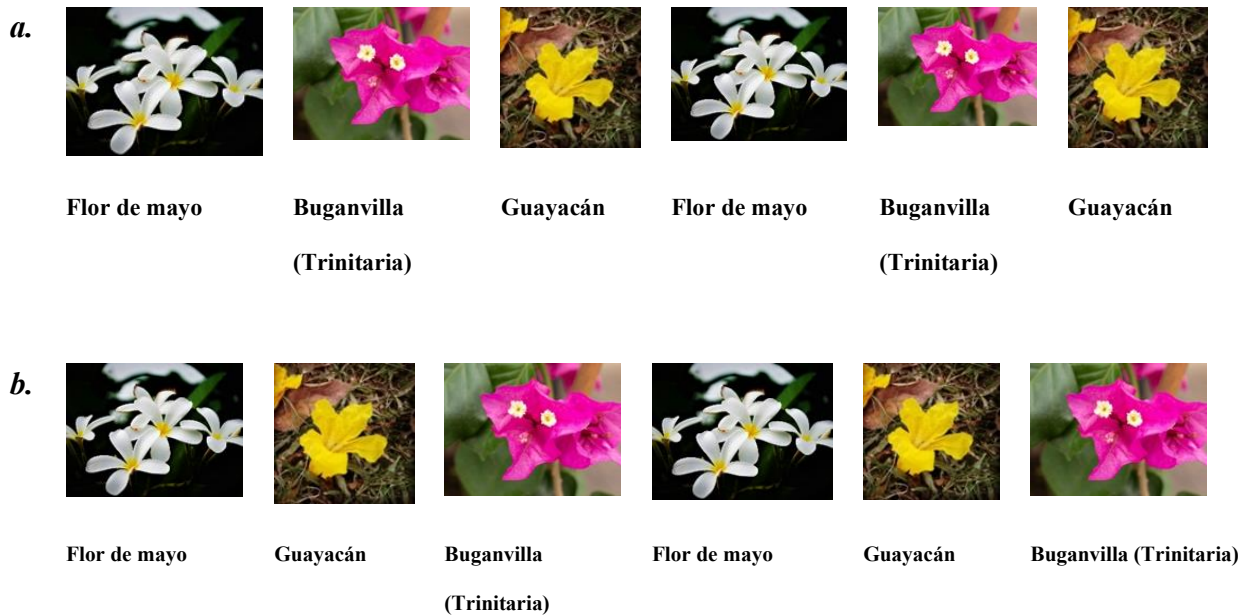 a.
Flor de mayo Buganvilla Guayacán Flor de mayo Buganvilla Guayacán
(Trinitaria) (Trinitaria)
b.
Flor de mayo Guayacán Buganvilla Flor de mayo Guayacán Buganvilla (Trinitaria)
(Trinitaria)